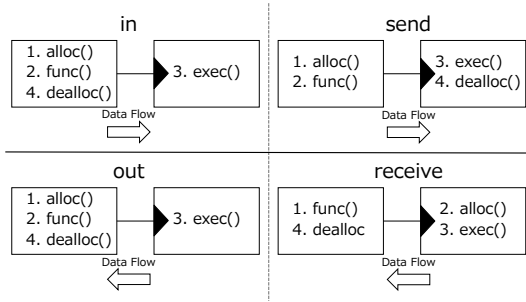 in
1. alloc()
2. func()
4. dealloc()
3. exec()
Data Flow
send
1. alloc()
2. func()
3. exec()
4. dealloc()
Data Flow
out
1. alloc()
2. func()
4. dealloc()
3. exec()
Data Flow
receive
1. func()
4. dealloc
2. alloc()
3. exec()
Data Flow